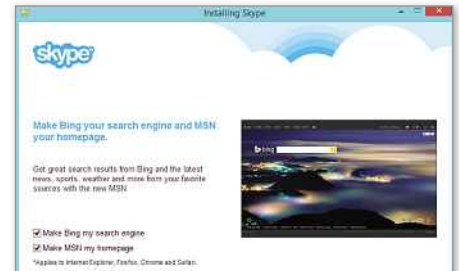 Installing Skype
skype
Make Bing your search engine and MSN
your homepage.
Get great search results from Bing and the latest
news, sports, weather and more from your favorite
sources with the new MSN
bing
Make Bing my search engine
Make MSN my homepage
*Applies to Internet Explorer, Firefox, Chrome and Safari.